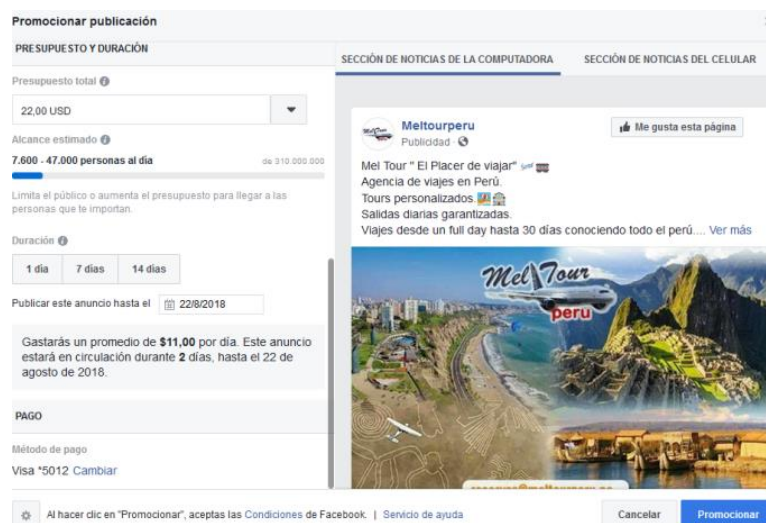 Promocionar publicación
PRESUPUESTO Y DURACIÓN
Presupuesto total
22,00 USD
Alcance estimado
7.600 - 47.000 personas al día
de 310.000.000
Limita el público o aumenta el presupuesto para llegar a las
personas que te importan.
Duración
1 día
7 días
14 días
Publicar este anuncio hasta el
22/8/2018
Gastarás un promedio de $11,00 por día. Este anuncio
estará en circulación durante 2 días, hasta el 22 de
agosto de 2018.
PAGO
Método de pago
Visa *5012 Cambiar
SECCIÓN DE NOTICIAS DE LA COMPUTADORA
SECCIÓN DE NOTICIAS DEL CELULAR
Meltourperu
Publicidad ·
Me gusta esta página
Mel Tour " El Placer de viajar"
Agencia de viajes en Perú.
Tours personalizados.
Salidas diarias garantizadas.
Viajes desde un full day hasta 30 días conociendo todo el perú.... Ver más
Mel Tour
peru
Al hacer clic en "Promocionar", aceptas las Condiciones de Facebook. | Servicio de ayuda
Cancelar
Promocionar